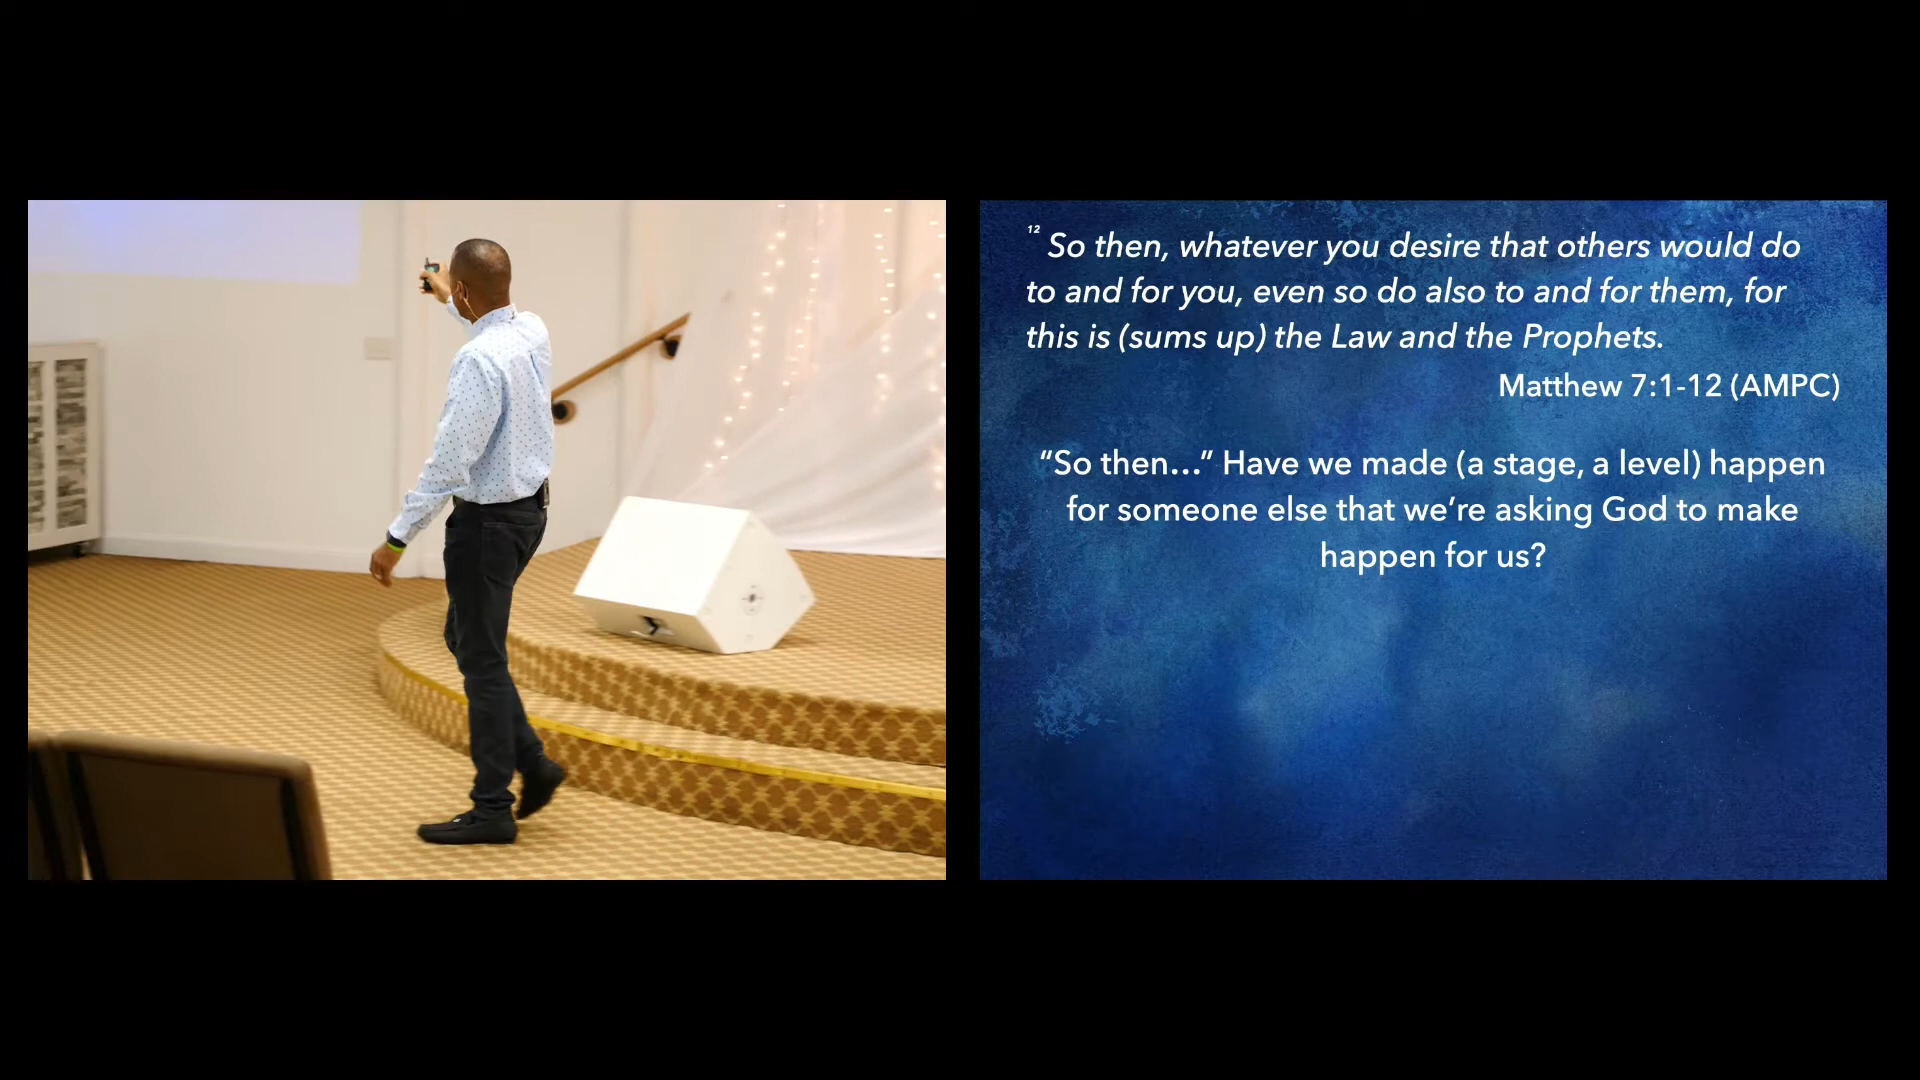 12 So then, whatever you desire that others would do
to and for you, even so do also to and for them, for
this is (sums up) the Law and the Prophets.
Matthew 7:1-12 (AMPC)
“So then...” Have we made (a stage, a level) happen
for someone else that we’re asking God to make
happen for us?